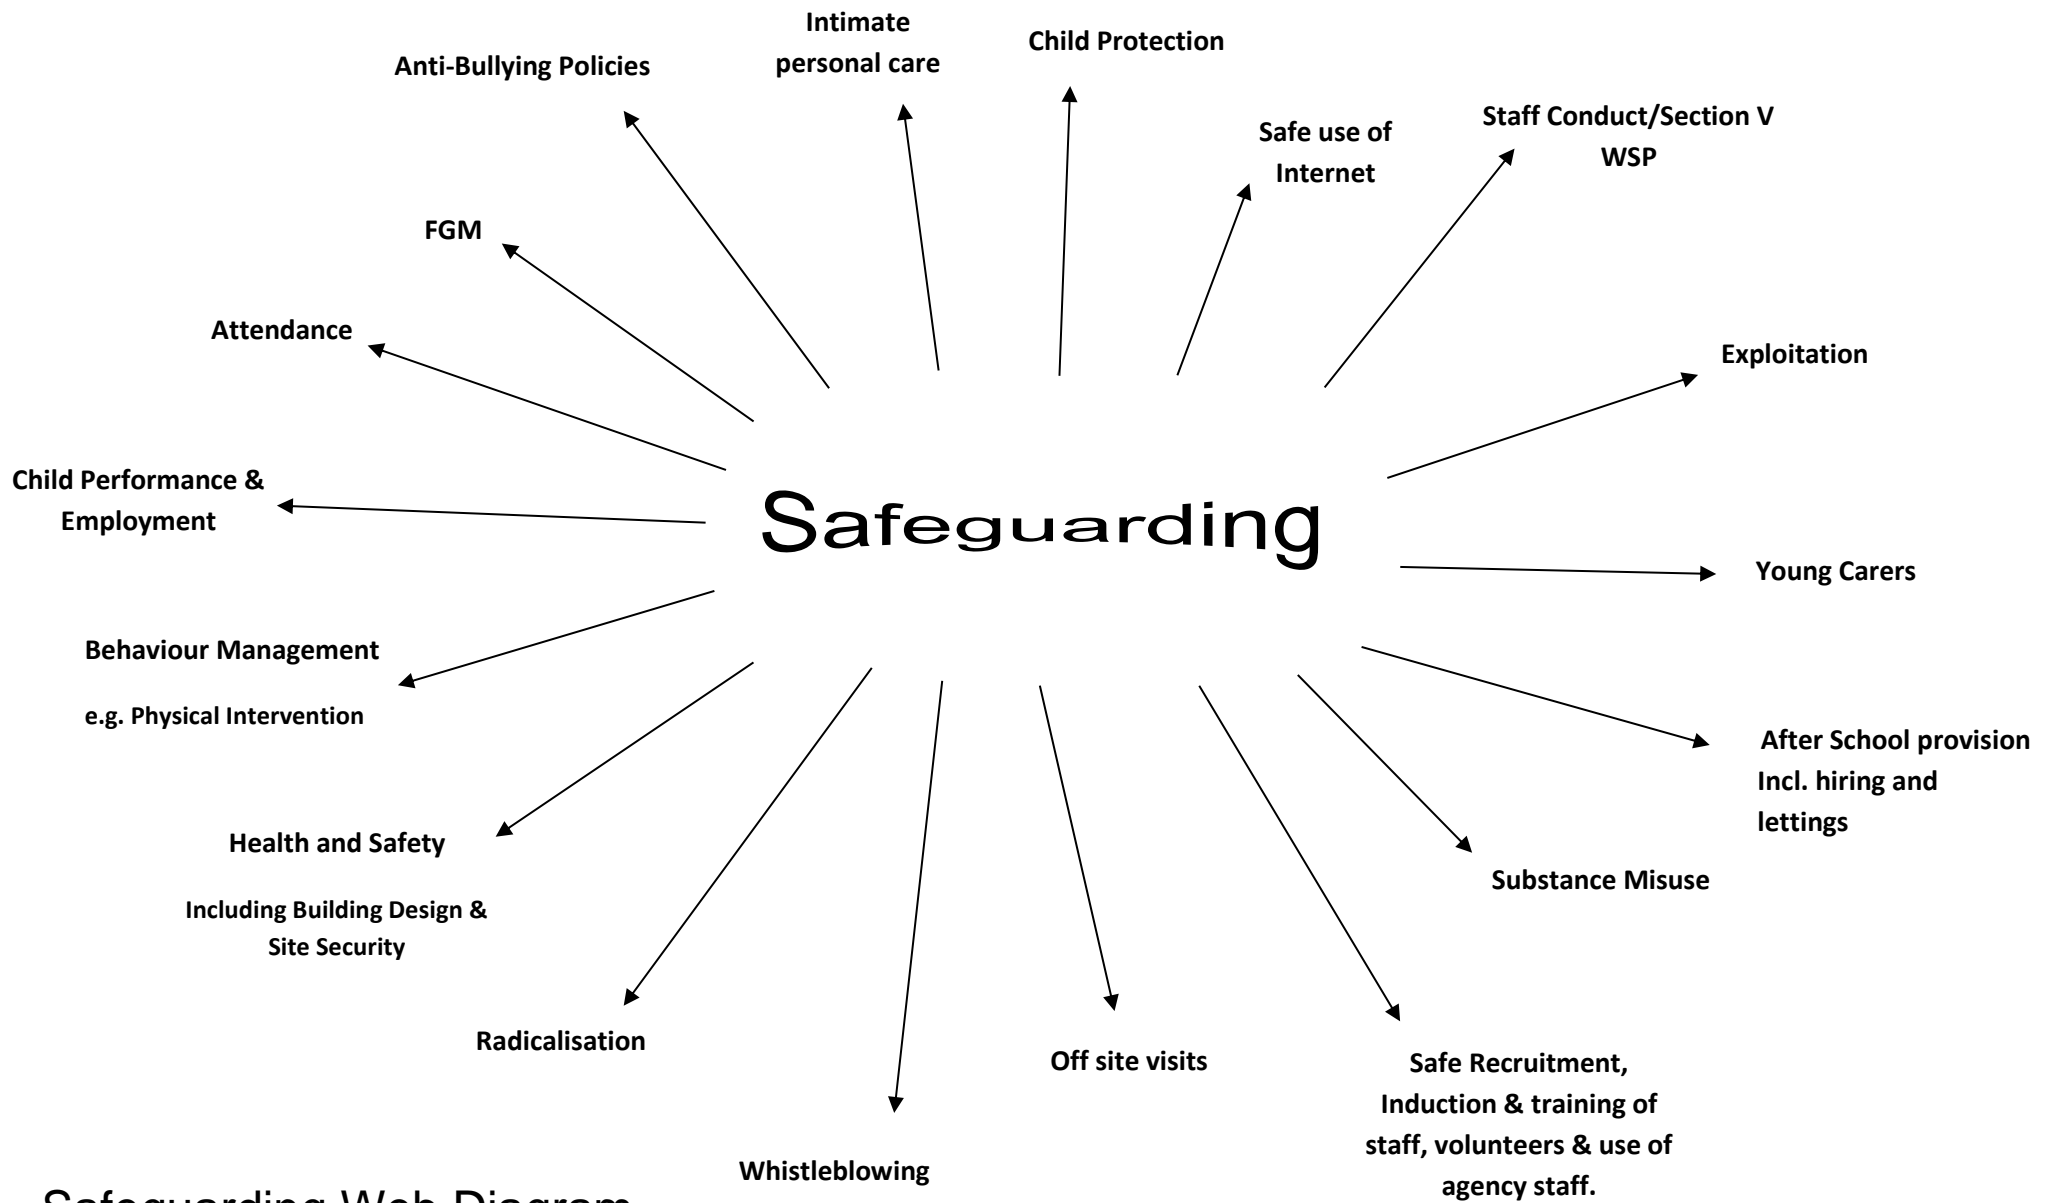 Intimate
personal care
Child Protection
Anti-Bullying Policies
Safe use of
Internet
Staff Conduct/Section V
WSP
FGM
Attendance
Exploitation
Child Performance &
Employment
Safeguarding
Young Carers
Behaviour Management
e.g. Physical Intervention
After School provision
Incl. hiring and
lettings
Health and Safety
Including Building Design &
Site Security
Substance Misuse
Radicalisation
Off site visits
Safe Recruitment,
Induction & training of
staff, volunteers & use of
agency staff.
Whistleblowing
Safeguarding Web Diagram